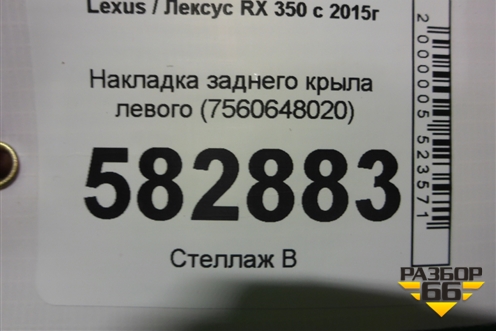 Lexus / Лексус RX 350 с 2015г
Накладка заднего крыла
левого (7560648020)
582883
Стеллаж В
2000005523571
РАЗБОР
66